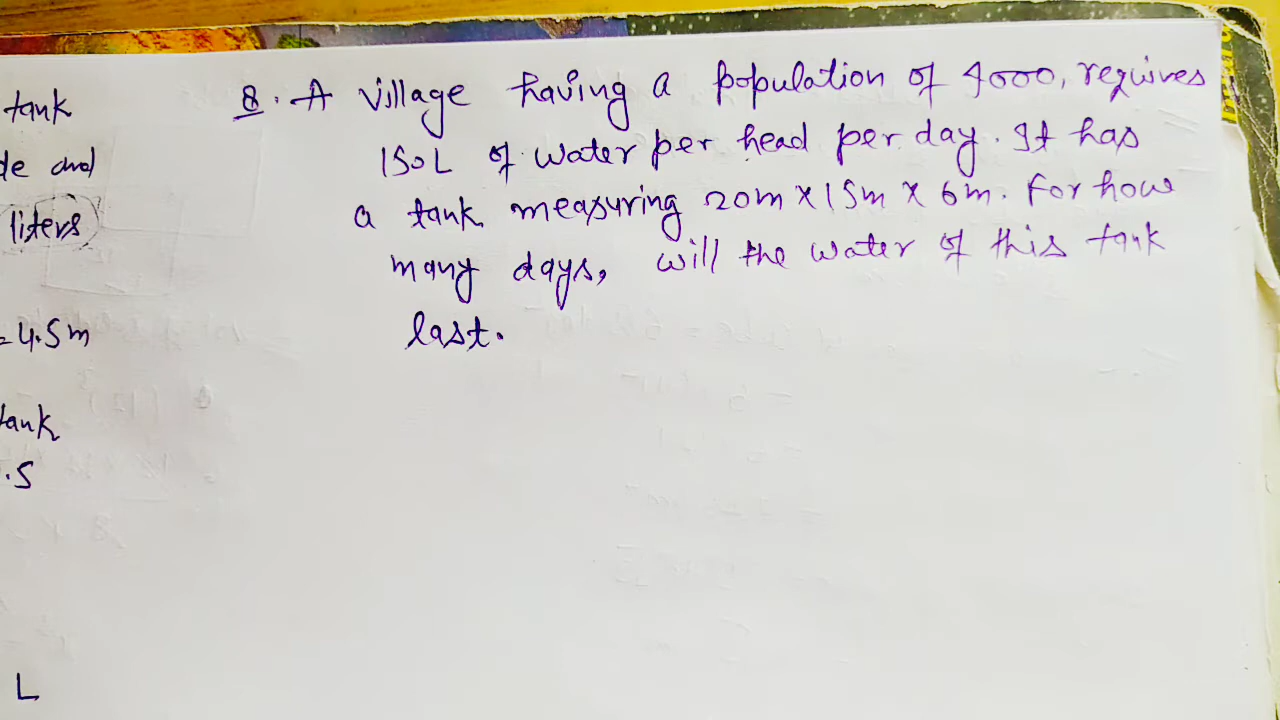 tank
de and
liters
= 4.5m
tank
.5
L
8. A village having a population of 4000, requires
150L of water per head per day. It has
a tank measuring 20m x 15m x 6m. For how
many days, will the water of this tank
last.